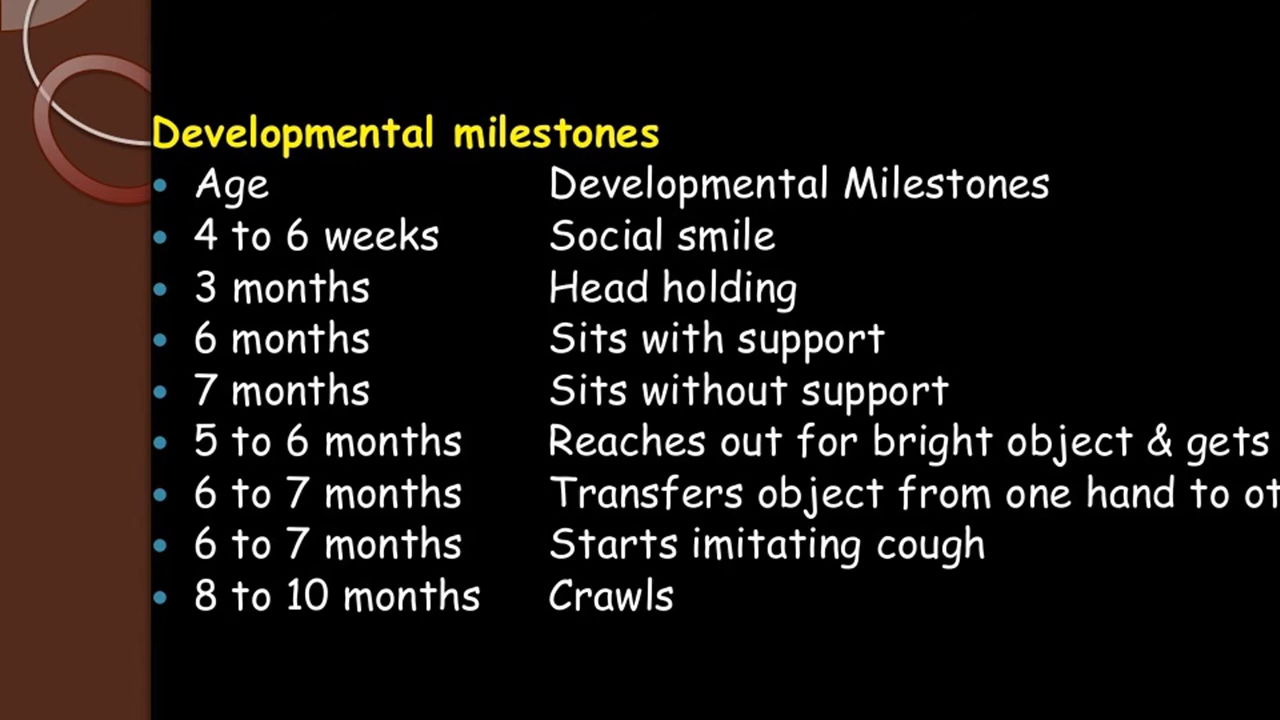 Developmental milestones
Age Developmental Milestones
4 to 6 weeks Social smile
3 months Head holding
6 months Sits with support
7 months Sits without support
5 to 6 months Reaches out for bright object & gets
6 to 7 months Transfers object from one hand to
6 to 7 months Starts imitating cough
8 to 10 months Crawls